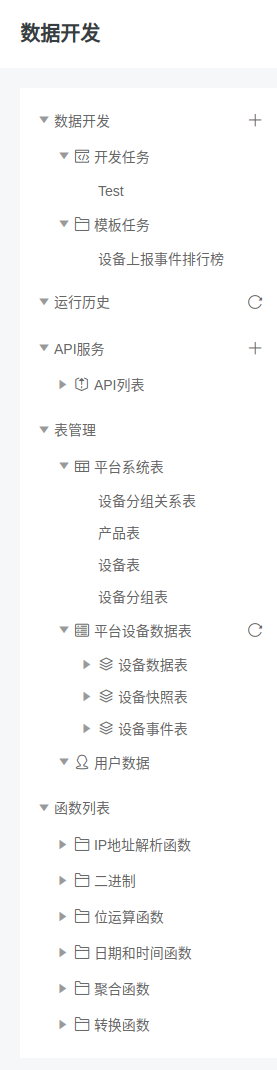 数据开发
数据开发
开发任务
Test
模板任务
设备上报事件排行榜
运行历史
API服务
API列表
表管理
平台系统表
设备分组关系表
产品表
设备表
设备分组表
平台设备数据表
设备数据表
设备快照表
设备事件表
用户数据
函数列表
IP地址解析函数
二进制
位运算函数
日期和时间函数
聚合函数
转换函数